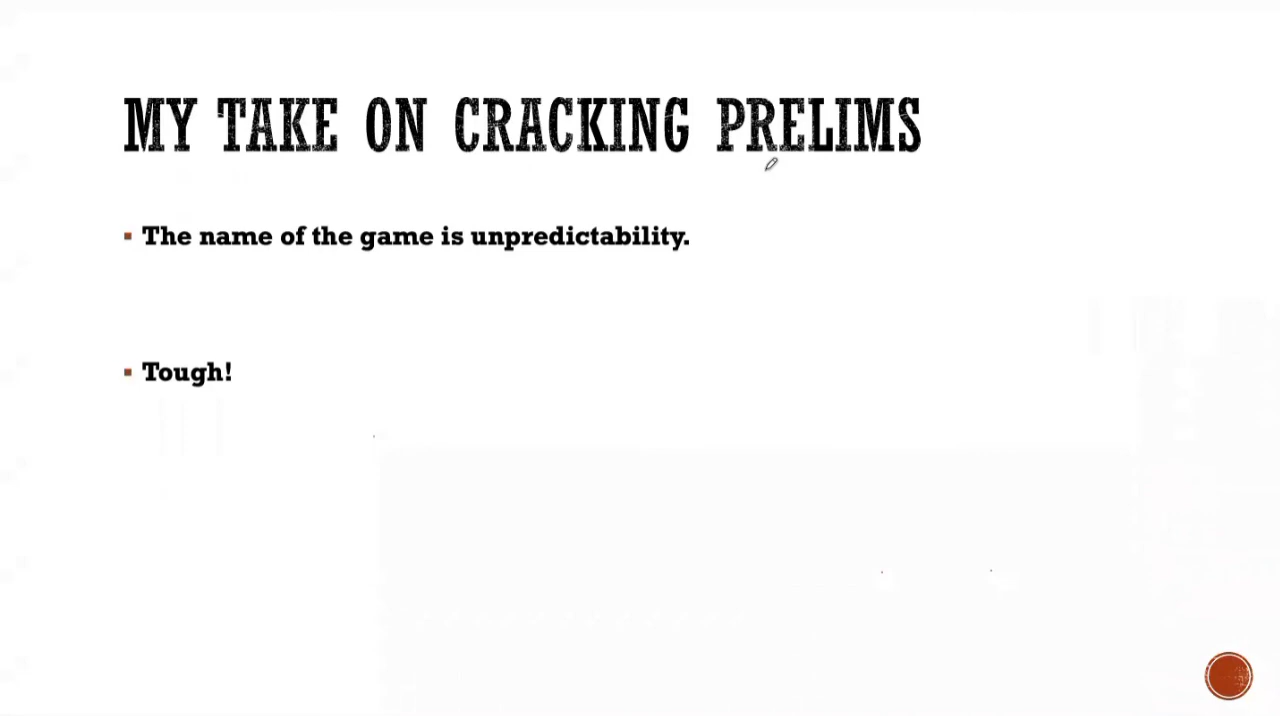 MY TAKE ON CRACKING PRELIMS
The name of the game is unpredictability.
Tough!